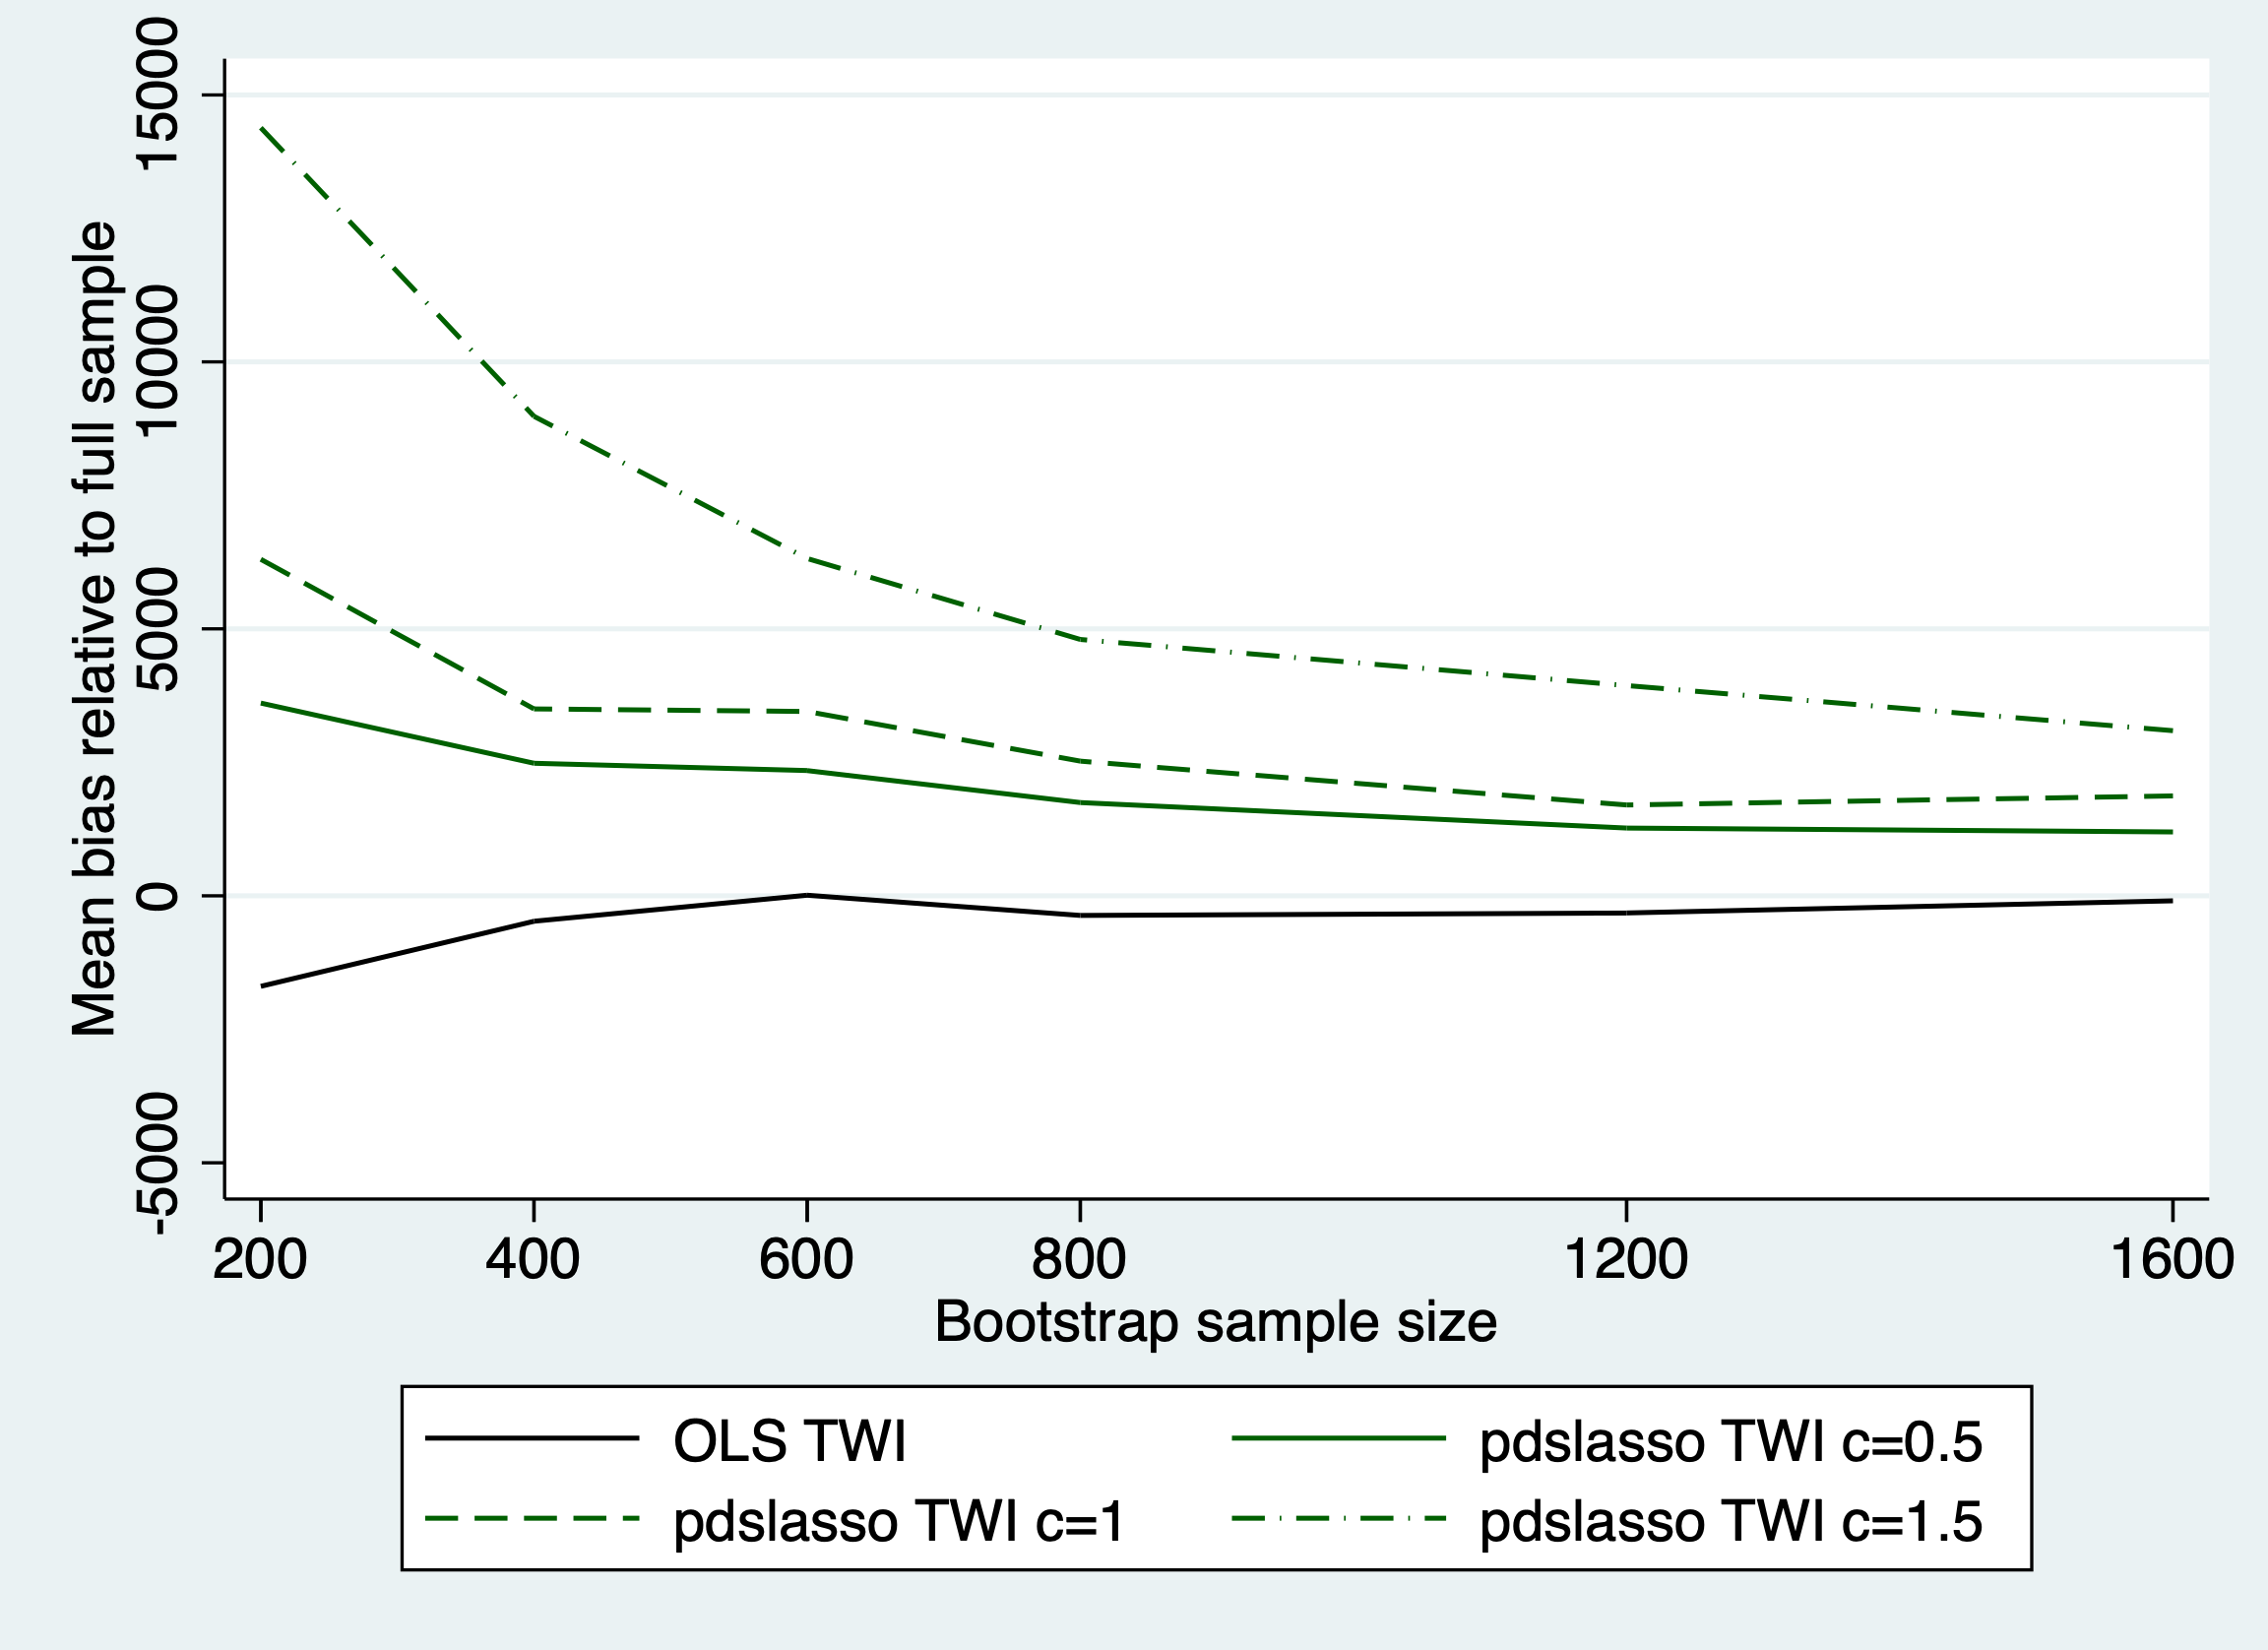 Mean bias relative to full sample
15000
10000
5000
0
-5000
200 400 600 800 1200 1600
Bootstrap sample size
OLS TWI pdslasso TWI c=0.5
pdslasso TWI c=1 pdslasso TWI c=1.5